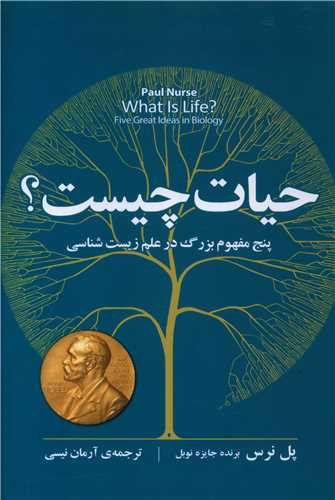 Paul Nurse
What Is Life?
Five Great Ideas in Biology
حیات چیست؟
پنج مفهوم بزرگ در علم زیست شناسی
پل نرس برنده جایزه نوبل | ترجمه‌ی آرمان نیسی